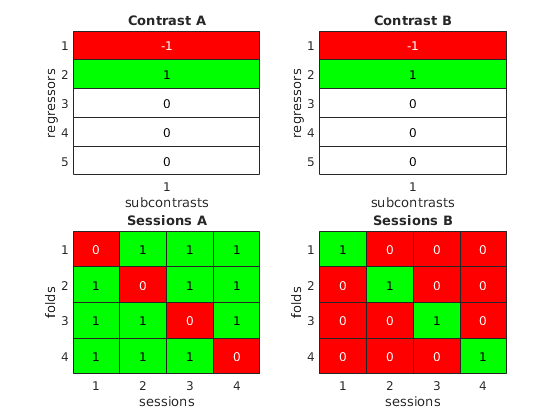 Contrast A
Contrast B
1 -1
2 1
3 0
4 0
5 0
regressors
1
subcontrasts
1 -1
2 1
3 0
4 0
5 0
regressors
1
subcontrasts
Sessions A
Sessions B
1 0 1 1 1
2 1 0 1 1
3 1 1 0 1
4 1 1 1 0
folds
1 2 3 4
sessions
1 1 0 0 0
2 0 1 0 0
3 0 0 1 0
4 0 0 0 1
folds
1 2 3 4
sessions